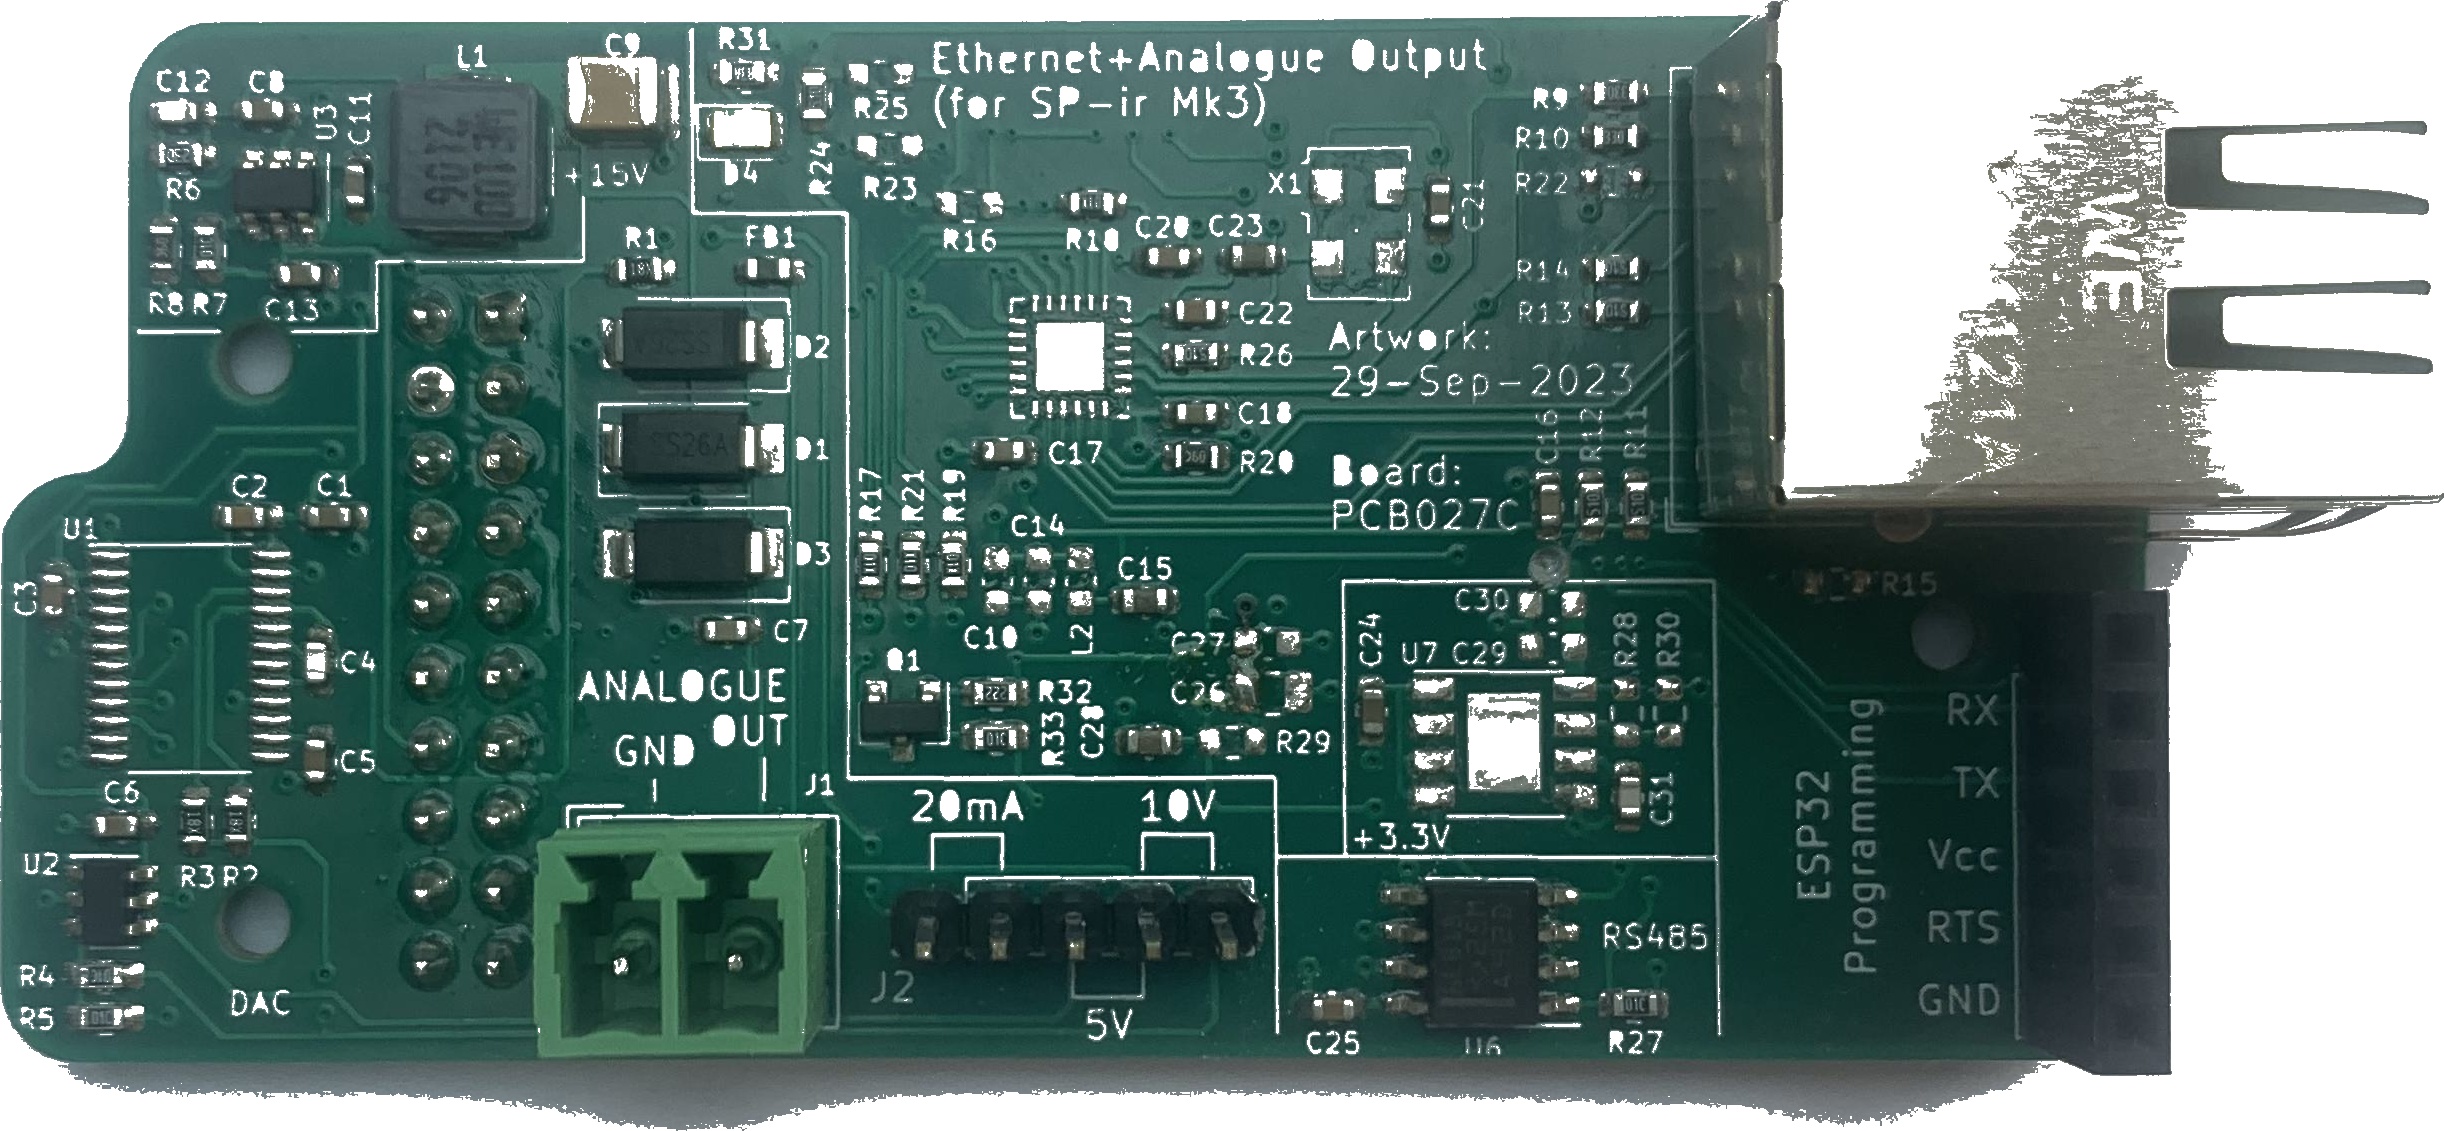 Ethernet+Analogue Output
(for SP-ir Mk3)
C12
C8
L1
C9
R31
U3
C11
R25
R9
R10
R22
R6
+15V
D4
R24
R23
X1
C21
R16
R18
C20
C23
R1
FB1
R14
R13
R8
R7
C13
C22
R26
D2
Artwork:
29-Sep-2023
C18
C17
R20
SS26A
D1
C16
R12
R11
Board:
PCB027C
C2
C1
U1
R17
R21
R19
C14
C15
D3
C3
C10
L2
C7
C30
R15
C27
C24
U7
C29
R28
R30
C4
Q1
C26
R32
R33
C28
R29
ANALOGUE
OUT
GND
C5
C6
J1
C31
20mA
10V
+3.3V
U2
R3
R2
RX
TX
Vcc
RTS
GND
ESP32
Programming
RS485
R4
R5
DAC
J2
5V
C25
U6
R27